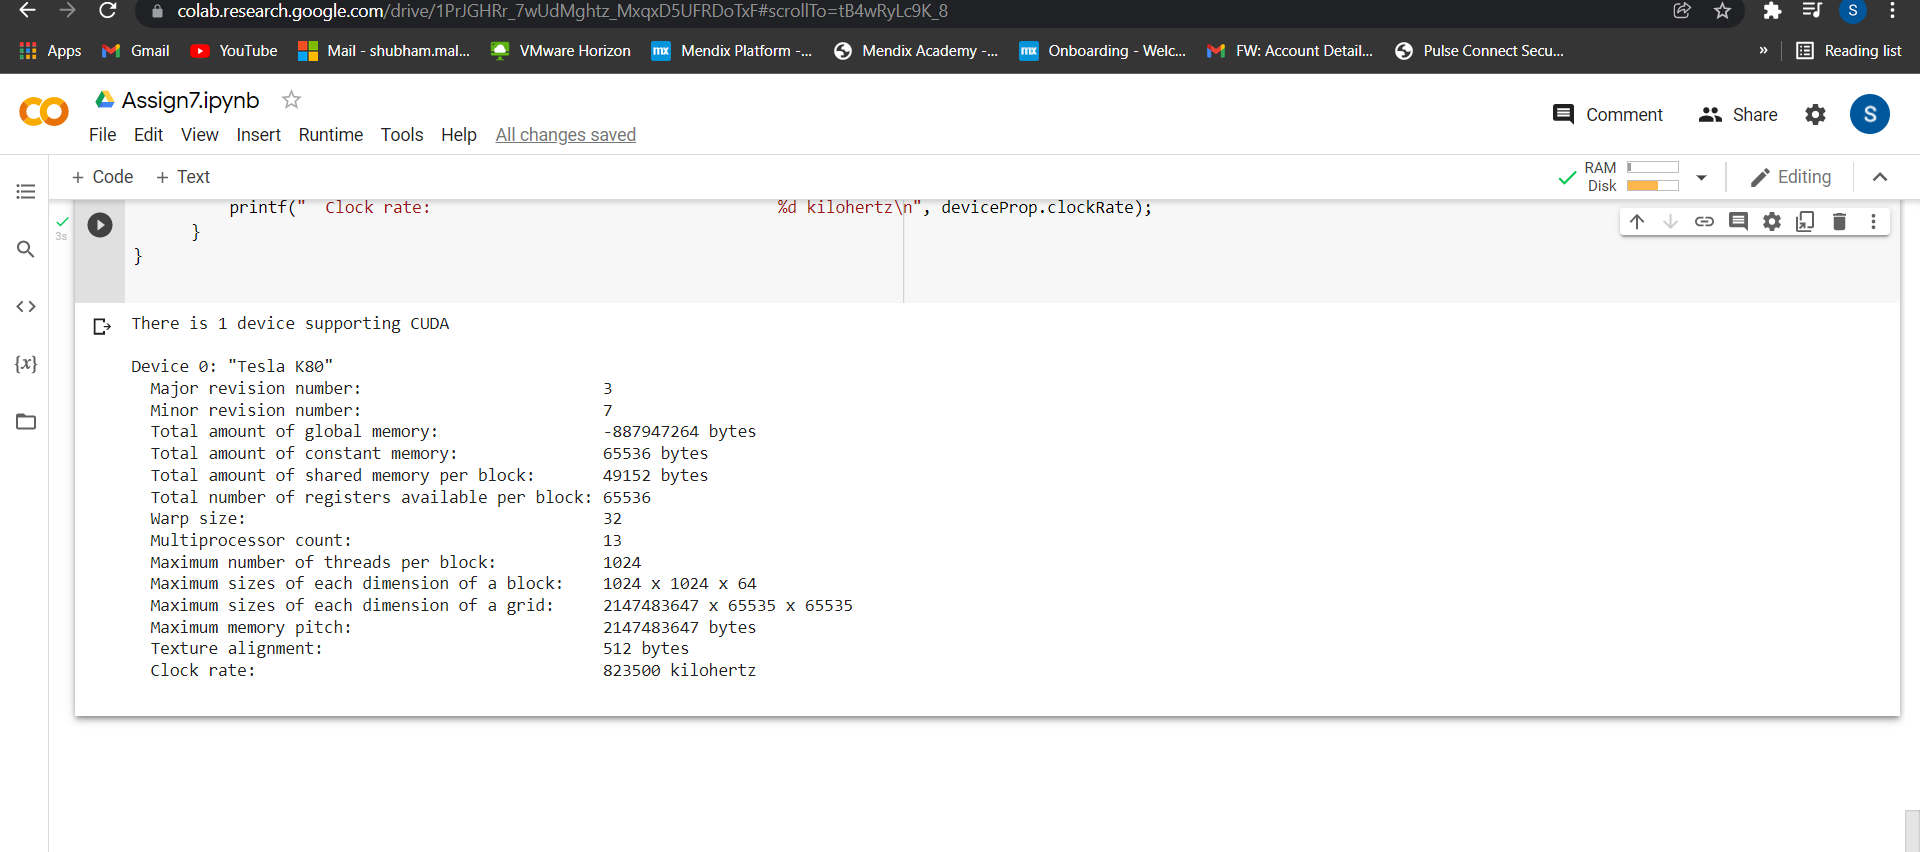 colab.research.google.com/drive/1PrJGHRr_7wUdMghtz_MxqxD5UFRDoTxF#scrollTo=tB4wRyLc9K_8 S
Apps Gmail YouTube Mail - shubham.mal... VMware Horizon mx Mendix Platform -... Mendix Academy -... mx Onboarding - Welc... FW: Account Detail... Pulse Connect Secu... » Reading list
CO Assign7.ipynb
File Edit View Insert Runtime Tools Help All changes saved Comment Share S
+ Code + Text RAM Disk Editing
printf("  Clock rate:                                    %d kilohertz\n", deviceProp.clockRate);
3s
}
}
There is 1 device supporting CUDA
Device 0: "Tesla K80"
Major revision number: 3
Minor revision number: 7
Total amount of global memory: -887947264 bytes
{x}
Total amount of constant memory: 65536 bytes
Total amount of shared memory per block: 49152 bytes
Total number of registers available per block: 65536
Warp size: 32
Multiprocessor count: 13
Maximum number of threads per block: 1024
Maximum sizes of each dimension of a block: 1024 x 1024 x 64
Maximum sizes of each dimension of a grid: 2147483647 x 65535 x 65535
Maximum memory pitch: 2147483647 bytes
Texture alignment: 512 bytes
Clock rate: 823500 kilohertz